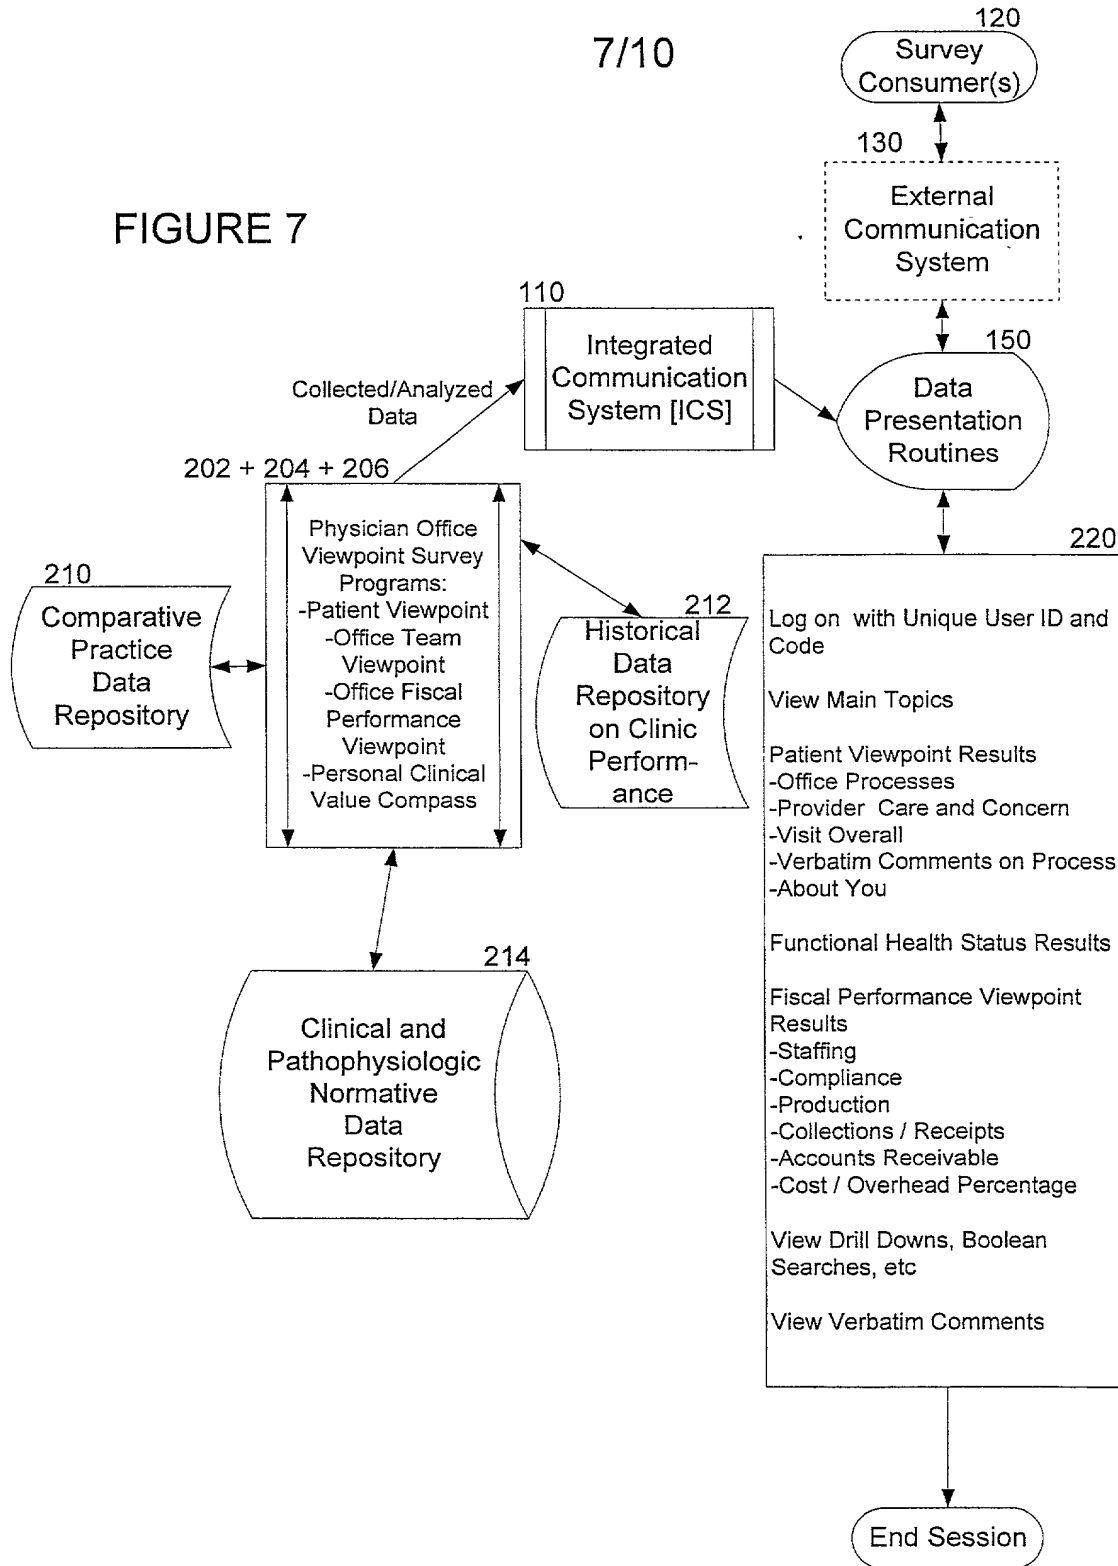 7/10
FIGURE 7
120
Survey
Consumer(s)
130
External
Communication
System
110
Integrated
Communication
System [ICS]
150
Data
Presentation
Routines
Collected/Analyzed
Data
202 + 204 + 206
Physician Office
Viewpoint Survey
Programs:
-Patient Viewpoint
-Office Team
Viewpoint
-Office Fiscal
Performance
Viewpoint
-Personal Clinical
Value Compass
210
Comparative
Practice
Data
Repository
212
Historical
Data
Repository
on Clinic
Perform-
ance
214
Clinical and
Pathophysiologic
Normative
Data
Repository
220
Log on with Unique User ID and
Code
View Main Topics
Patient Viewpoint Results
-Office Processes
-Provider Care and Concern
-Visit Overall
-Verbatim Comments on Process
-About You
Functional Health Status Results
Fiscal Performance Viewpoint
Results
-Staffing
-Compliance
-Production
-Collections / Receipts
-Accounts Receivable
-Cost / Overhead Percentage
View Drill Downs, Boolean
Searches, etc
View Verbatim Comments
End Session